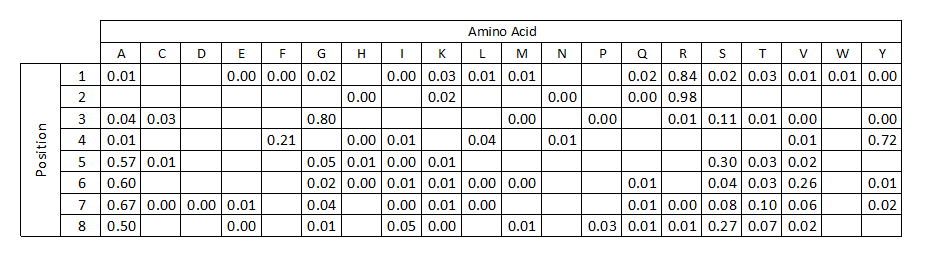 Amino Acid
A C D E F G H I K L M N P Q R S T V W Y
Position
1 0.01 0.00 0.00 0.02 0.00 0.03 0.01 0.01 0.02 0.84 0.02 0.03 0.01 0.01 0.00
2 0.00 0.02 0.00 0.00 0.98
3 0.04 0.03 0.80 0.00 0.00 0.01 0.11 0.01 0.00 0.00
4 0.01 0.21 0.00 0.01 0.04 0.01 0.01 0.72
5 0.57 0.01 0.05 0.01 0.00 0.01 0.30 0.03 0.02
6 0.60 0.02 0.00 0.01 0.01 0.00 0.00 0.01 0.04 0.03 0.26 0.01
7 0.67 0.00 0.00 0.01 0.04 0.00 0.01 0.00 0.01 0.00 0.08 0.10 0.06 0.02
8 0.50 0.00 0.01 0.05 0.00 0.01 0.03 0.01 0.01 0.27 0.07 0.02